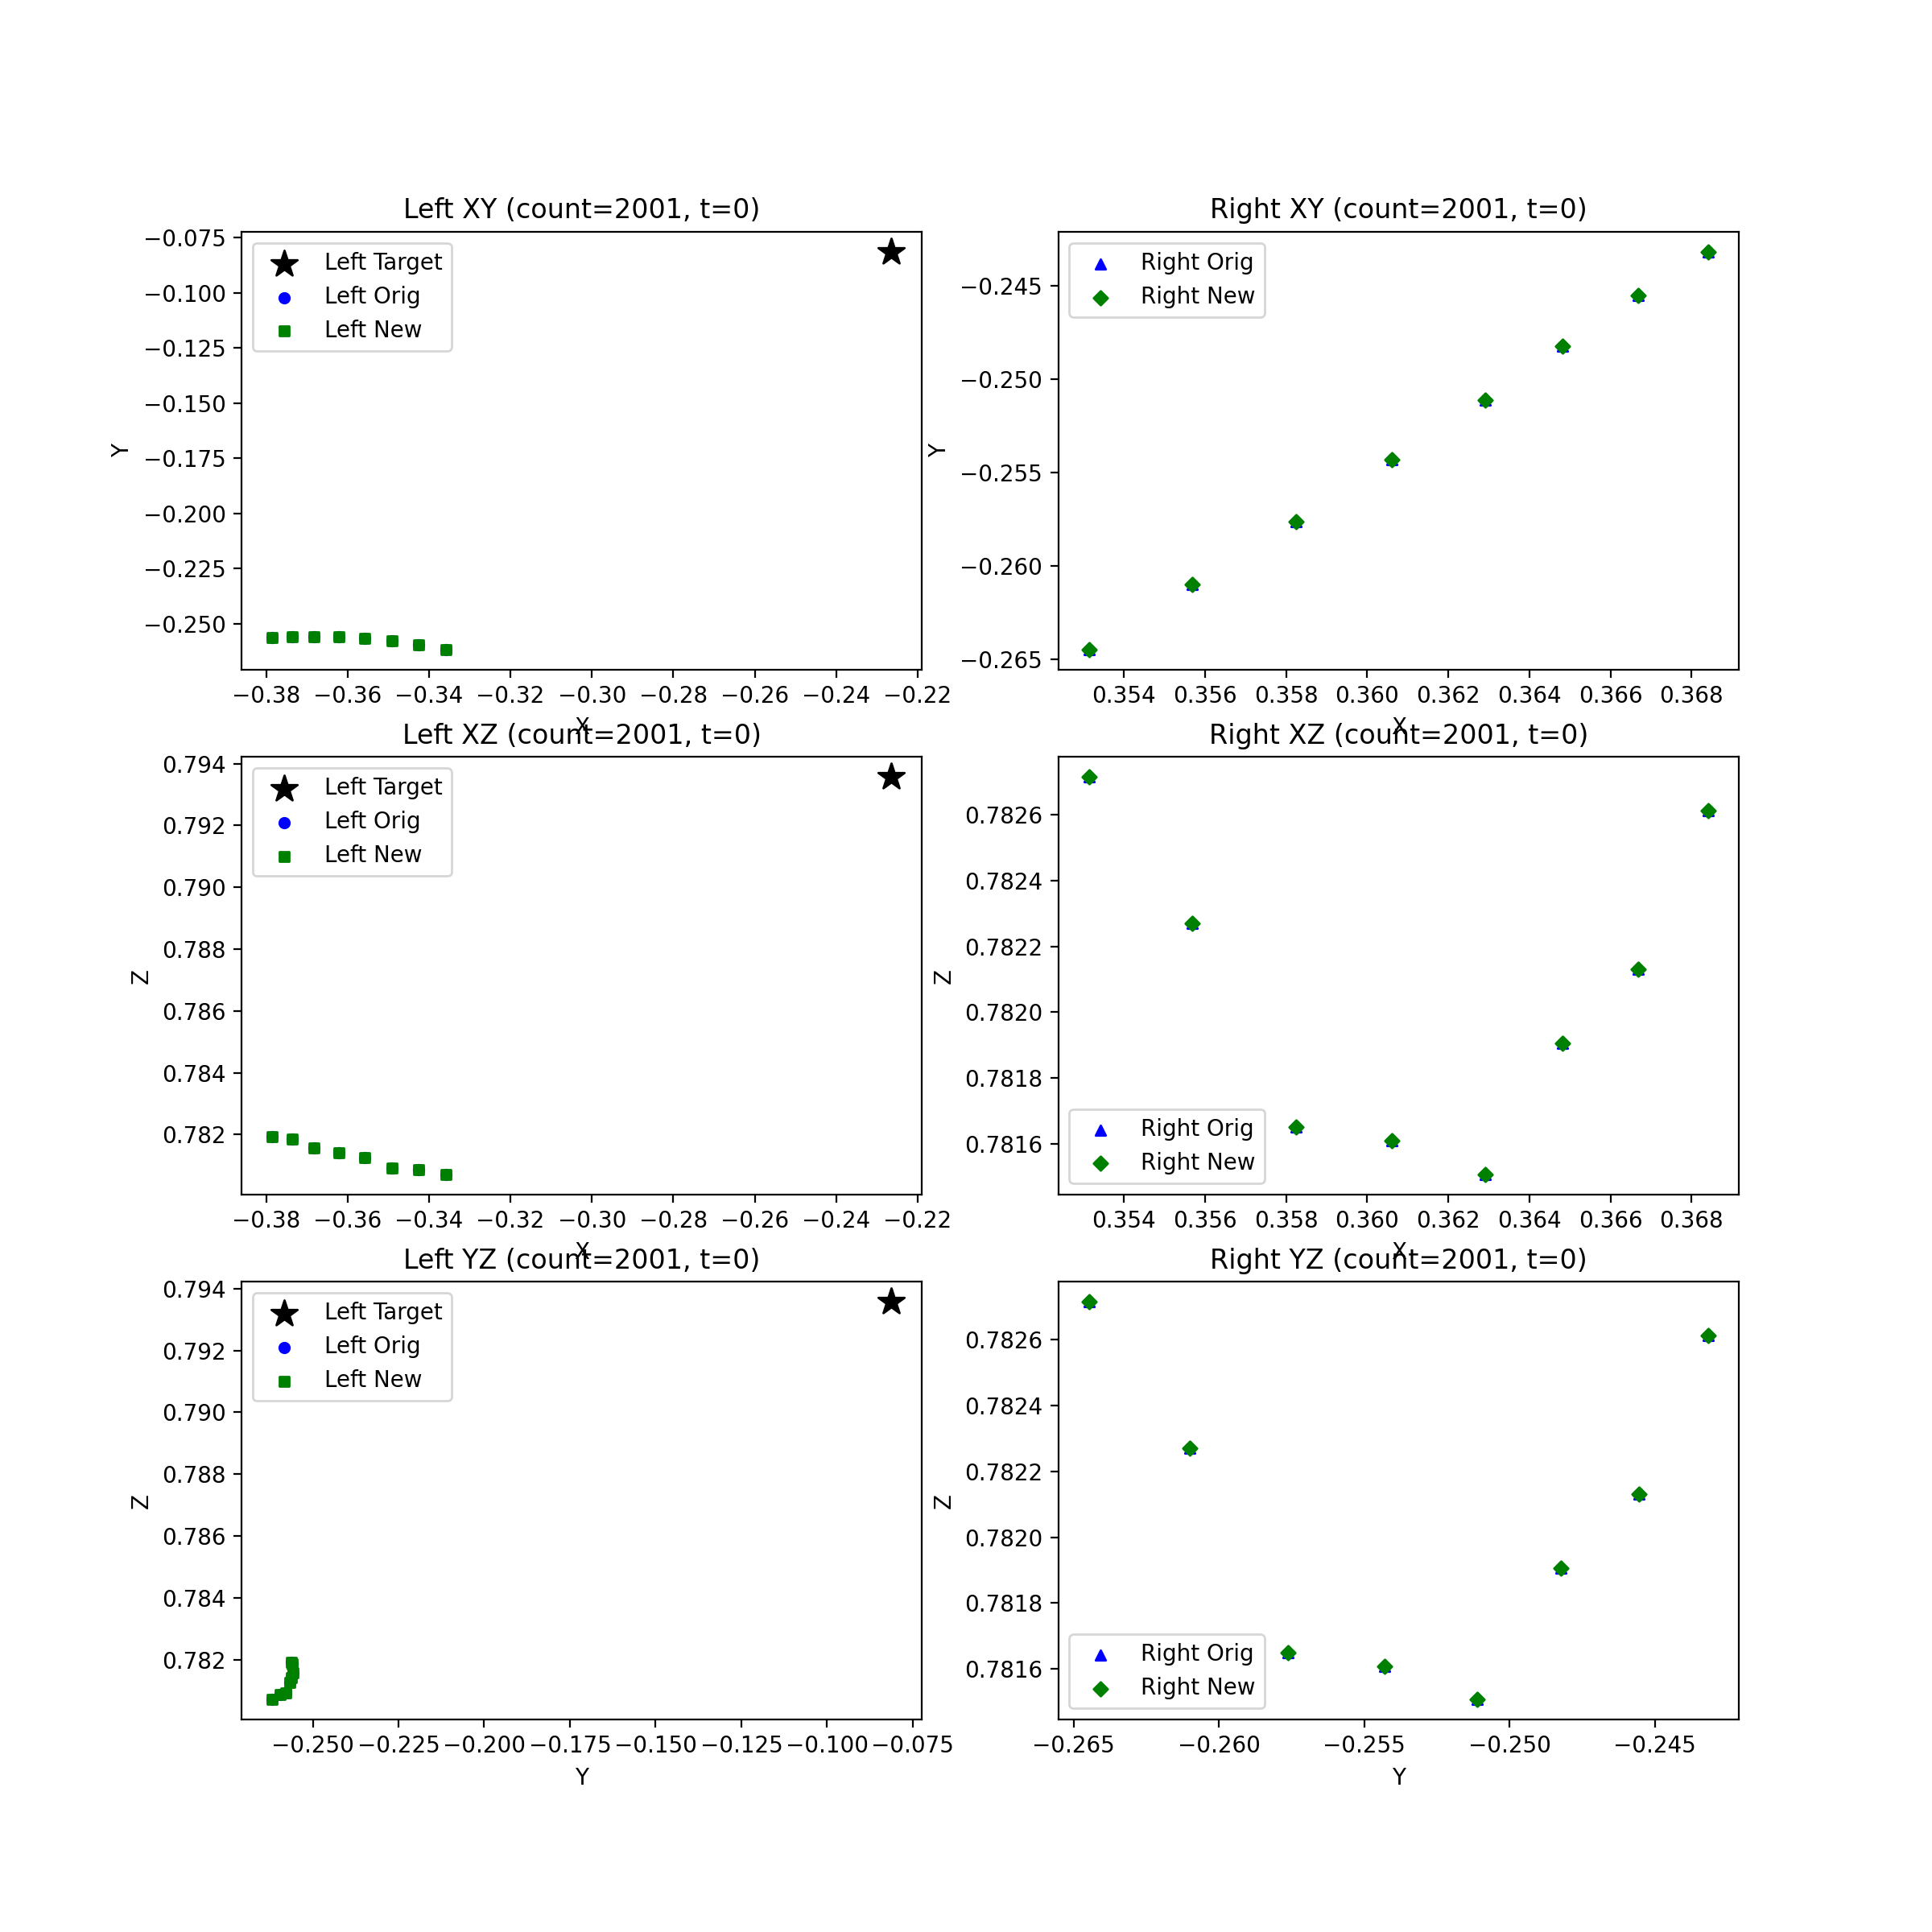 Left XY (count=2001, t=0)
Right XY (count=2001, t=0)
−0.075
−0.100
−0.125
−0.150
−0.175
−0.200
−0.225
−0.250
Y
Left Target
Left Orig
Left New
−0.38 −0.36 −0.34 −0.32 −0.30 −0.28 −0.26 −0.24 −0.22
X
−0.245
−0.250
−0.255
−0.260
−0.265
Y
Right Orig
Right New
0.354 0.356 0.358 0.360 0.362 0.364 0.366 0.368
X
Left XZ (count=2001, t=0)
Right XZ (count=2001, t=0)
0.794
0.792
0.790
0.788
0.786
0.784
0.782
Z
Left Target
Left Orig
Left New
−0.38 −0.36 −0.34 −0.32 −0.30 −0.28 −0.26 −0.24 −0.22
X
0.7826
0.7824
0.7822
0.7820
0.7818
0.7816
Z
Right Orig
Right New
0.354 0.356 0.358 0.360 0.362 0.364 0.366 0.368
X
Left YZ (count=2001, t=0)
Right YZ (count=2001, t=0)
0.794
0.792
0.790
0.788
0.786
0.784
0.782
Z
Left Target
Left Orig
Left New
−0.250 −0.225 −0.200 −0.175 −0.150 −0.125 −0.100 −0.075
Y
0.7826
0.7824
0.7822
0.7820
0.7818
0.7816
Z
Right Orig
Right New
−0.265 −0.260 −0.255 −0.250 −0.245
Y